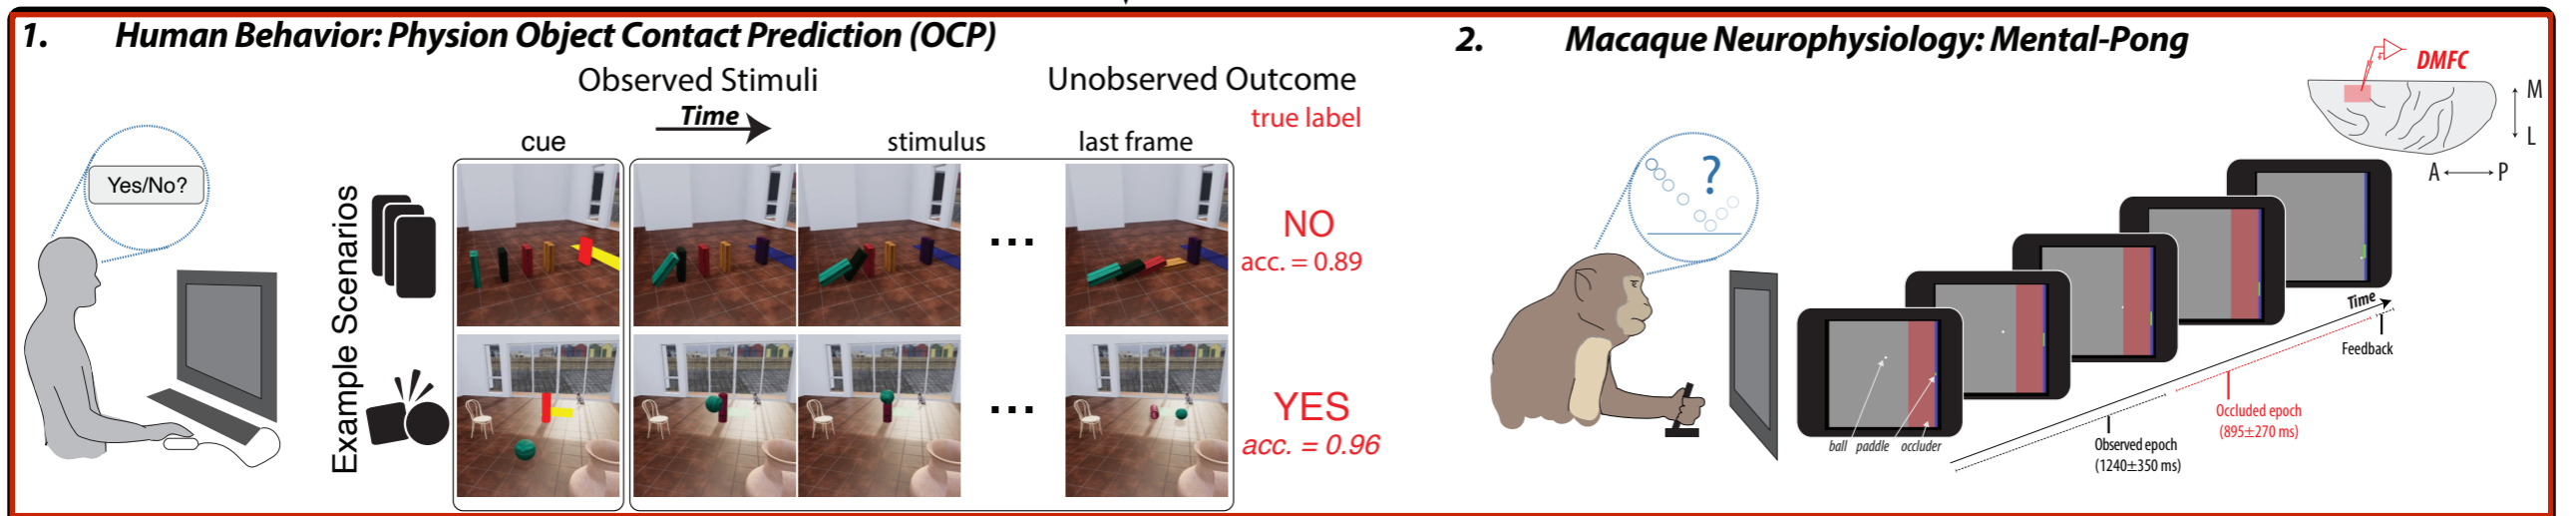 1. Human Behavior: Physion Object Contact Prediction (OCP)
Observed Stimuli
Unobserved Outcome
Time
true label
cue
stimulus
last frame
Yes/No?
Example Scenarios
...
NO
acc. = 0.89
...
YES
acc. = 0.96
2. Macaque Neurophysiology: Mental-Pong
DMFC
M
L
A
P
?
Time
Feedback
Occluded epoch
(895±270 ms)
Observed epoch
(1240±350 ms)
ball paddle occluder